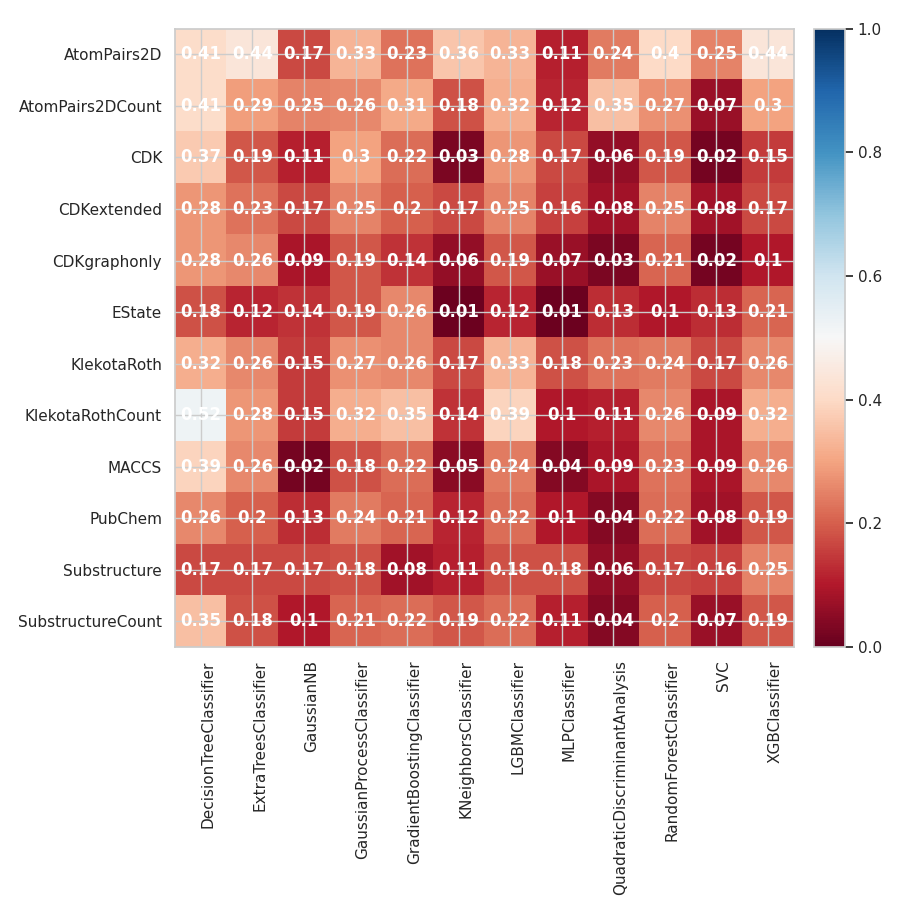 AtomPairs2D 0.41 0.44 0.17 0.33 0.23 0.36 0.33 0.11 0.24 0.4 0.25 0.44
AtomPairs2DCount 0.41 0.29 0.25 0.26 0.31 0.18 0.32 0.12 0.35 0.27 0.07 0.3
CDK 0.37 0.19 0.11 0.3 0.22 0.03 0.28 0.17 0.06 0.19 0.02 0.15
CDKextended 0.28 0.23 0.17 0.25 0.2 0.17 0.25 0.16 0.08 0.25 0.08 0.17
CDKgraphonly 0.28 0.26 0.09 0.19 0.14 0.06 0.19 0.07 0.03 0.21 0.02 0.1
EState 0.18 0.12 0.14 0.19 0.26 0.01 0.12 0.01 0.13 0.1 0.13 0.21
KlekotaRoth 0.32 0.26 0.15 0.27 0.26 0.17 0.33 0.18 0.23 0.24 0.17 0.26
KlekotaRothCount 0.52 0.28 0.15 0.32 0.35 0.14 0.39 0.1 0.11 0.26 0.09 0.32
MACCS 0.39 0.26 0.02 0.18 0.22 0.05 0.24 0.04 0.09 0.23 0.09 0.26
PubChem 0.26 0.2 0.13 0.24 0.21 0.12 0.22 0.1 0.04 0.22 0.08 0.19
Substructure 0.17 0.17 0.17 0.18 0.08 0.11 0.18 0.18 0.06 0.17 0.16 0.25
SubstructureCount 0.35 0.18 0.1 0.21 0.22 0.19 0.22 0.11 0.04 0.2 0.07 0.19
DecisionTreeClassifier
ExtraTreesClassifier
GaussianNB
GaussianProcessClassifier
GradientBoostingClassifier
KNeighborsClassifier
LGBMClassifier
MLPClassifier
QuadraticDiscriminantAnalysis
RandomForestClassifier
SVC
XGBClassifier
1.0
0.8
0.6
0.4
0.2
0.0